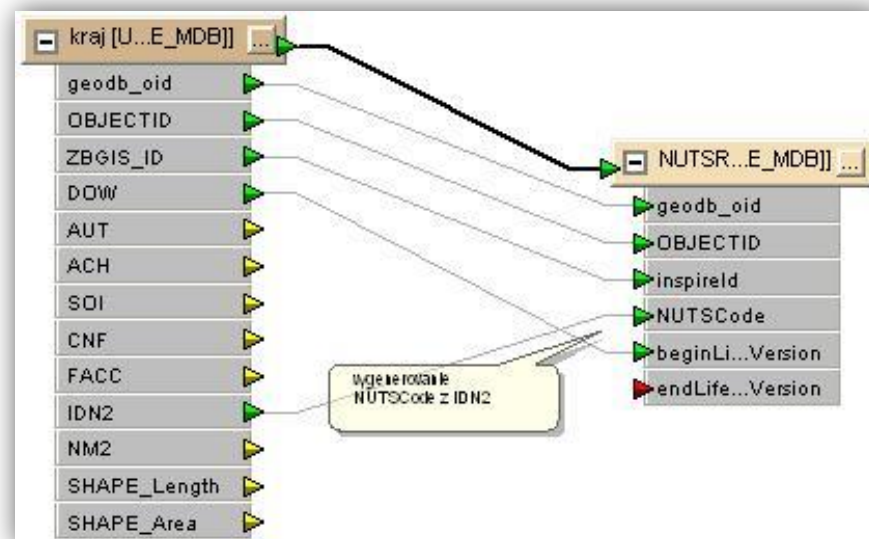 kraj [U...E_MDB]] ...
geodb_oid
OBJECTID
ZBGIS_ID
DOW
AUT
ACH
SOI
CNF
FACC
IDN2
NM2
SHAPE_Length
SHAPE_Area
wygenerowanie
NUTSCode z IDN2
NUTSR...E_MDB]] ...
geodb_oid
OBJECTID
inspireId
NUTSCode
beginLi...Version
endLife...Version